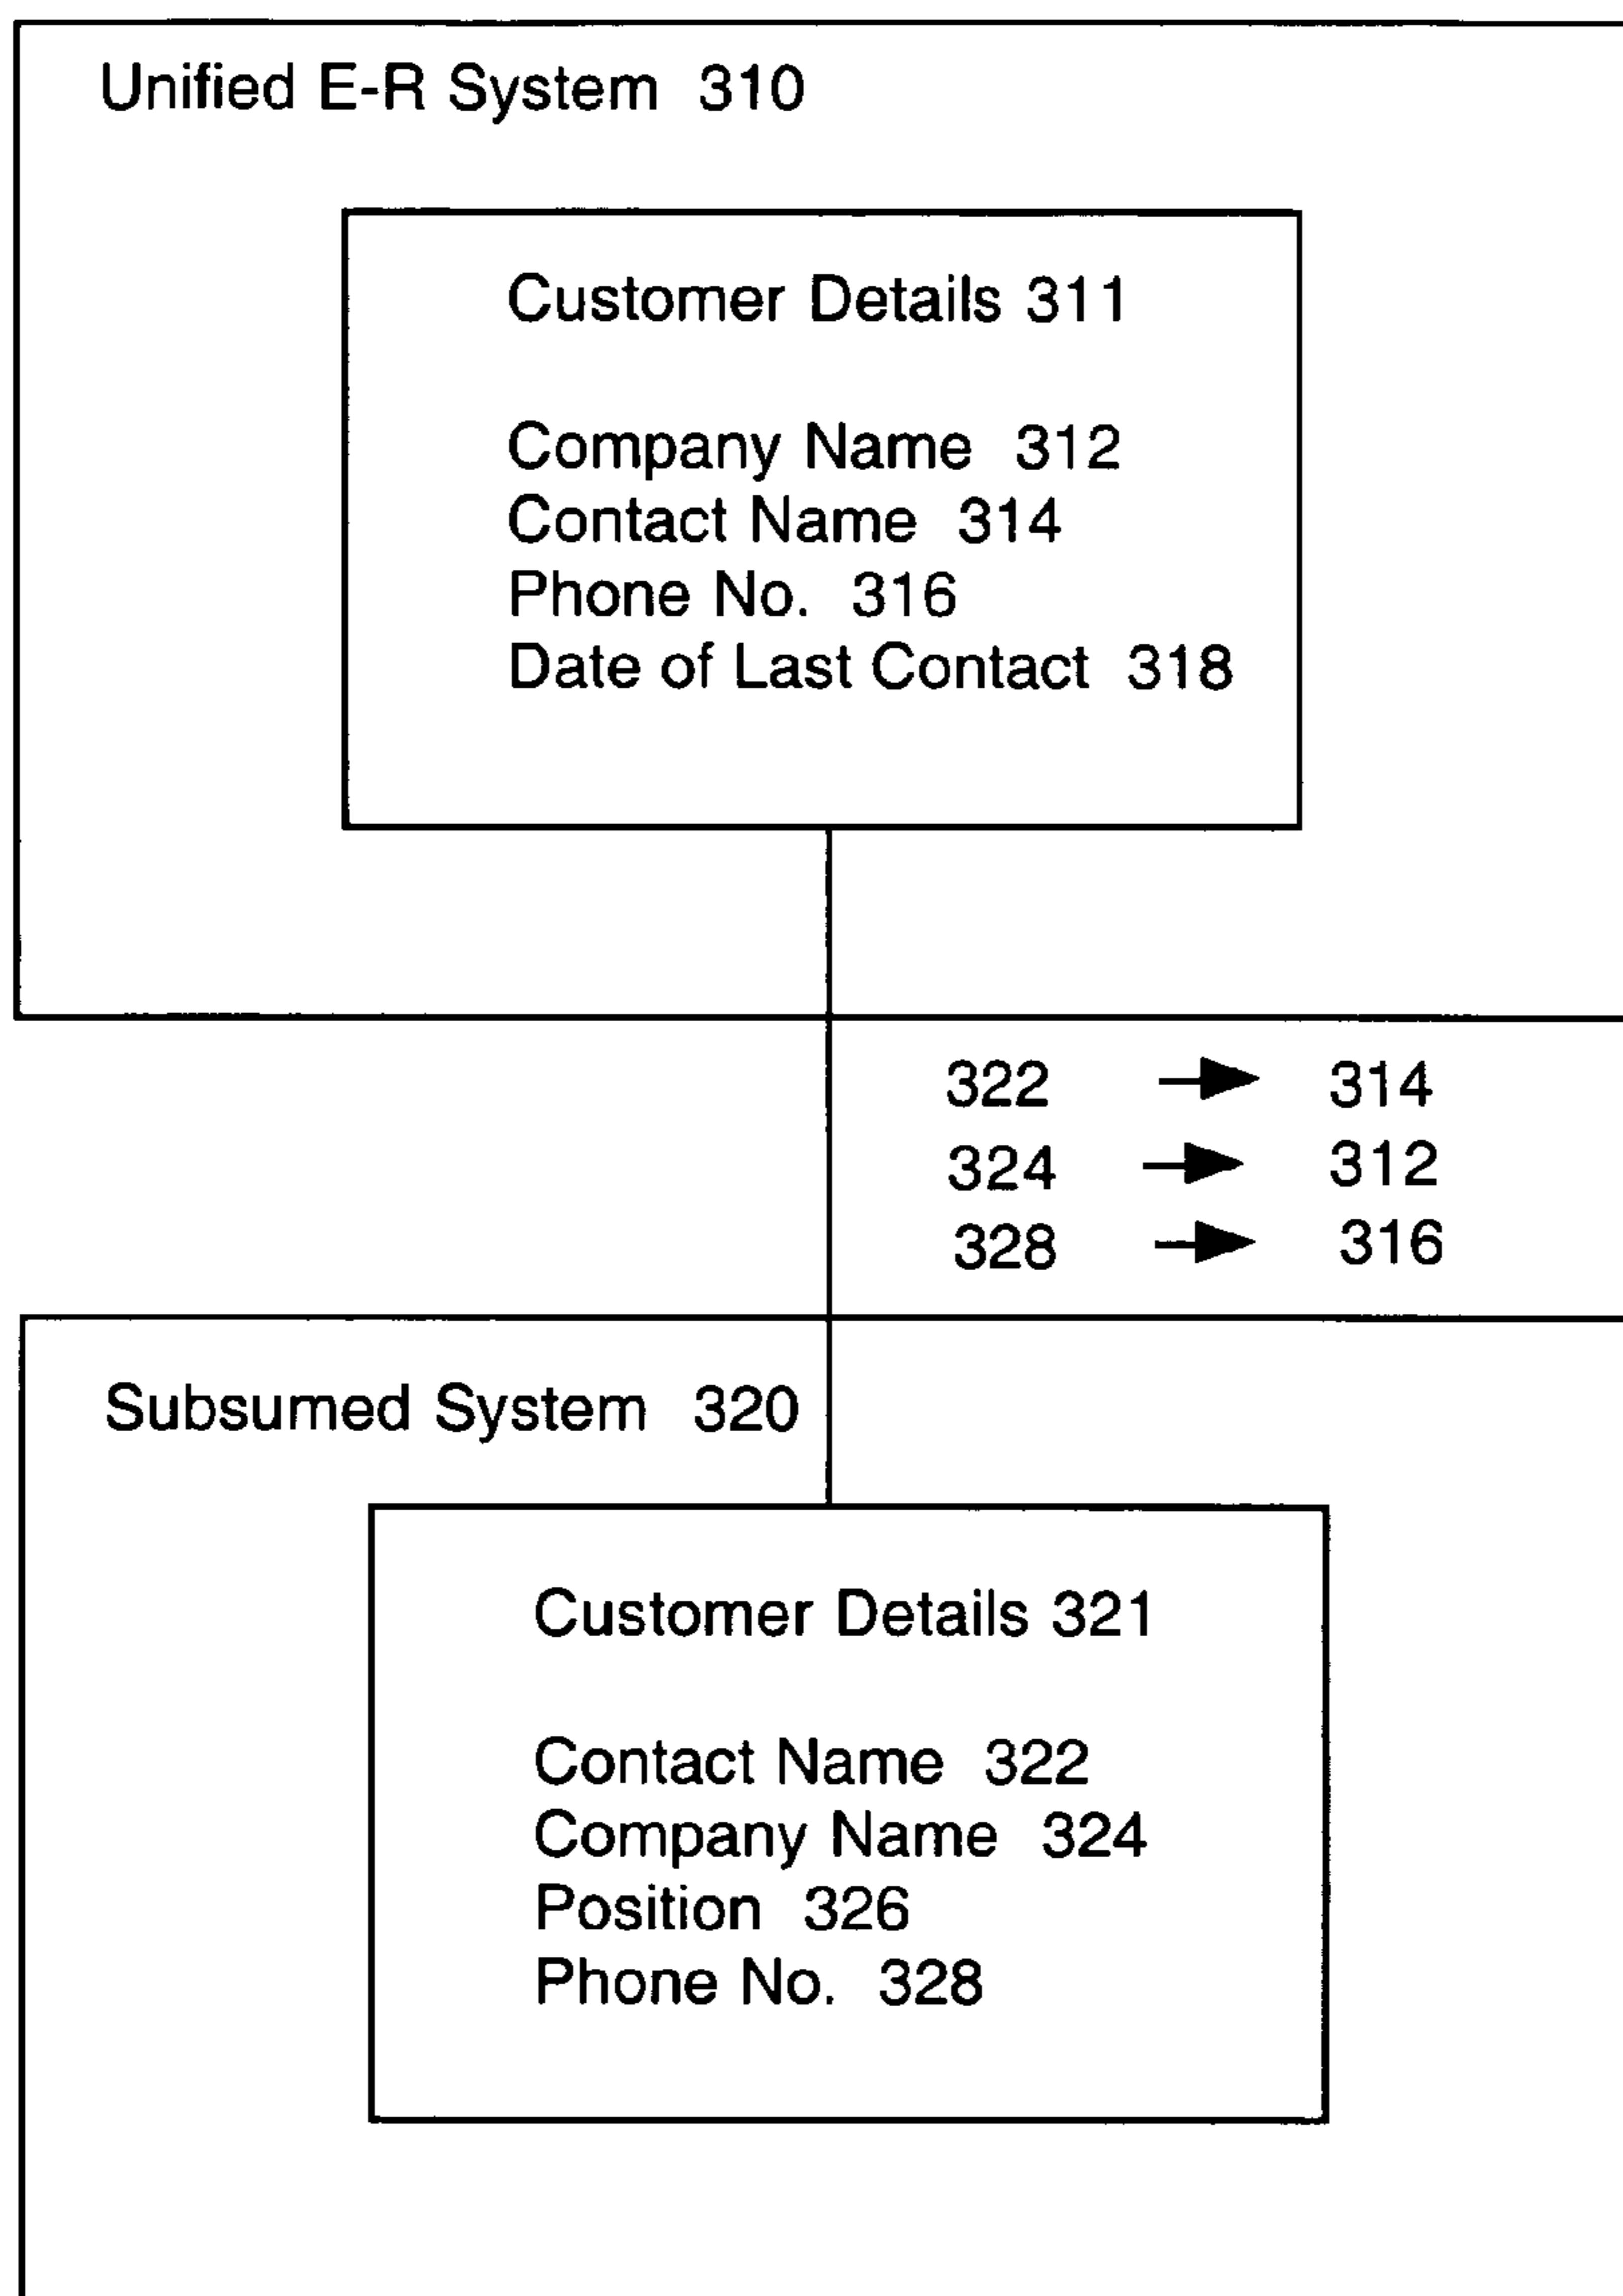 Unified E-R System 310
Customer Details 311
Company Name 312
Contact Name 314
Phone No. 316
Date of Last Contact 318
322 → 314
324 → 312
328 → 316
Subsumed System 320
Customer Details 321
Contact Name 322
Company Name 324
Position 326
Phone No. 328